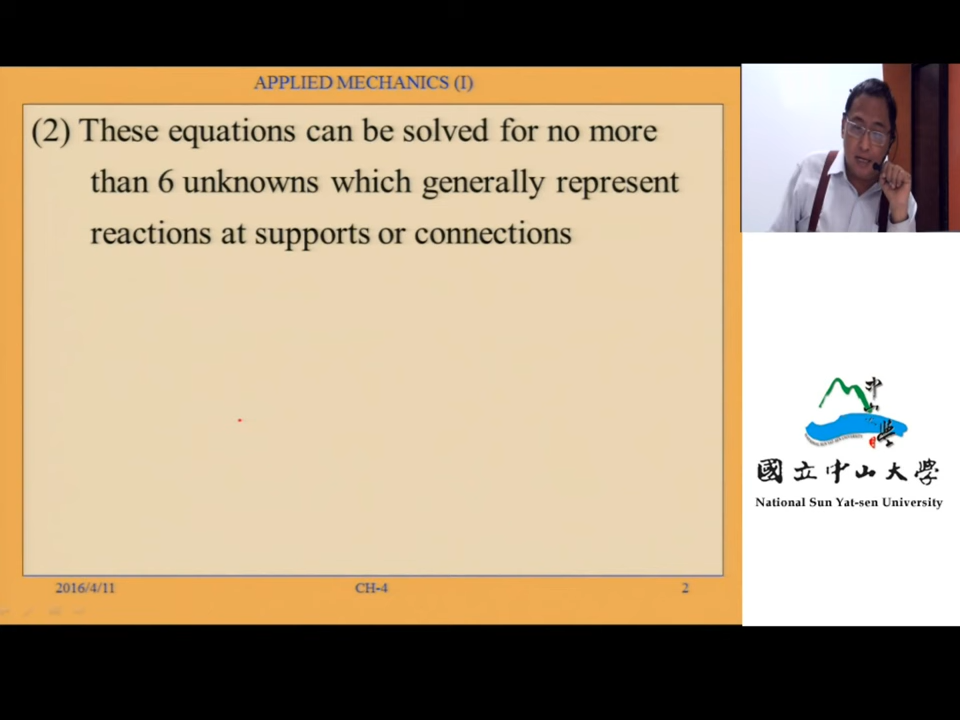 APPLIED MECHANICS (I)
(2) These equations can be solved for no more
than 6 unknowns which generally represent
reactions at supports or connections
2016/4/11
CH-4
2
國立中山大學
National Sun Yat-sen University